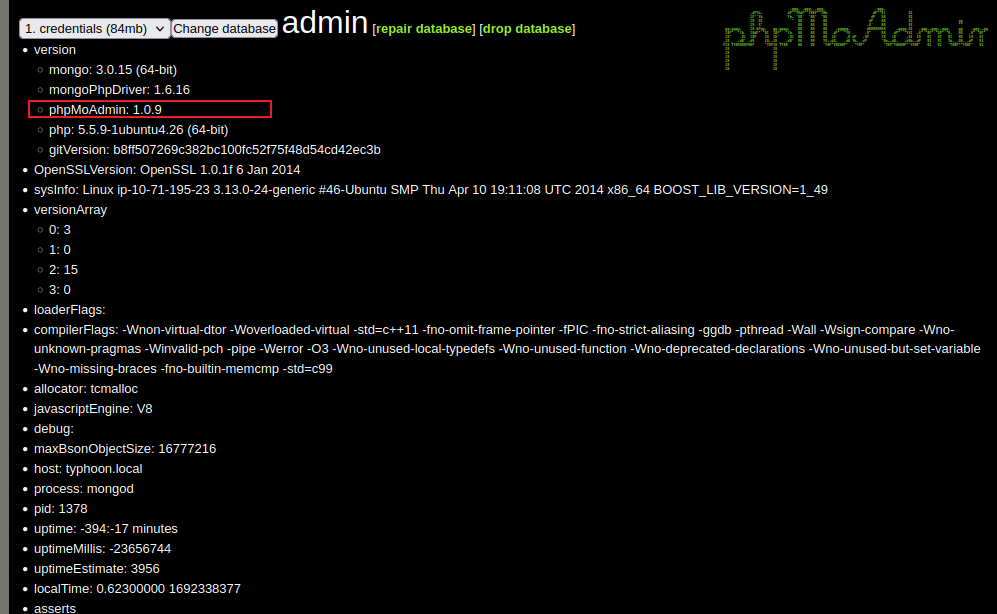 1. credentials (84mb) Change database admin [repair database] [drop database]
phpMoAdmin
• version
○ mongo: 3.0.15 (64-bit)
○ mongoPhpDriver: 1.6.16
○ phpMoAdmin: 1.0.9
○ php: 5.5.9-1ubuntu4.26 (64-bit)
○ gitVersion: b8ff507269c382bc100fc52f75f48d54cd42ec3b
• OpenSSLVersion: OpenSSL 1.0.1f 6 Jan 2014
• sysInfo: Linux ip-10-71-195-23 3.13.0-24-generic #46-Ubuntu SMP Thu Apr 10 19:11:08 UTC 2014 x86_64 BOOST_LIB_VERSION=1_49
• versionArray
○ 0: 3
○ 1: 0
○ 2: 15
○ 3: 0
• loaderFlags:
• compilerFlags: -Wnon-virtual-dtor -Woverloaded-virtual -std=c++11 -fno-omit-frame-pointer -fPIC -fno-strict-aliasing -ggdb -pthread -Wall -Wsign-compare -Wno-
unknown-pragmas -Winvalid-pch -pipe -Werror -O3 -Wno-unused-local-typedefs -Wno-unused-function -Wno-deprecated-declarations -Wno-unused-but-set-variable
-Wno-missing-braces -fno-builtin-memcmp -std=c99
• allocator: tcmalloc
• javascriptEngine: V8
• debug:
• maxBsonObjectSize: 16777216
• host: typhoon.local
• process: mongod
• pid: 1378
• uptime: -394:-17 minutes
• uptimeMillis: -23656744
• uptimeEstimate: 3956
• localTime: 0.62300000 1692338377
• asserts